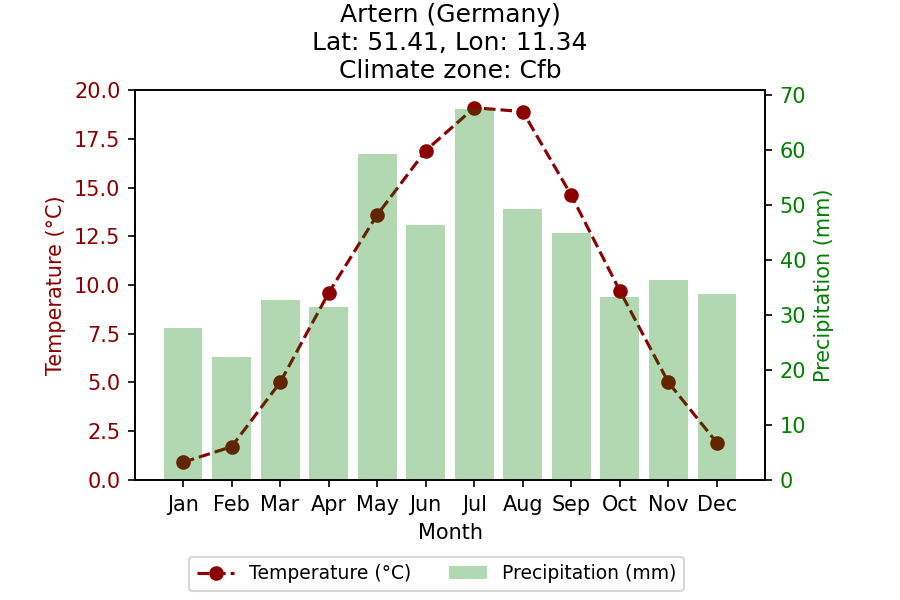 Artern (Germany)
Lat: 51.41, Lon: 11.34
Climate zone: Cfb
20.0
17.5
15.0
12.5
10.0
7.5
5.0
2.5
0.0
Temperature (°C)
70
60
50
40
30
20
10
0
Precipitation (mm)
Jan Feb Mar Apr May Jun Jul Aug Sep Oct Nov Dec
Month
Temperature (°C) Precipitation (mm)